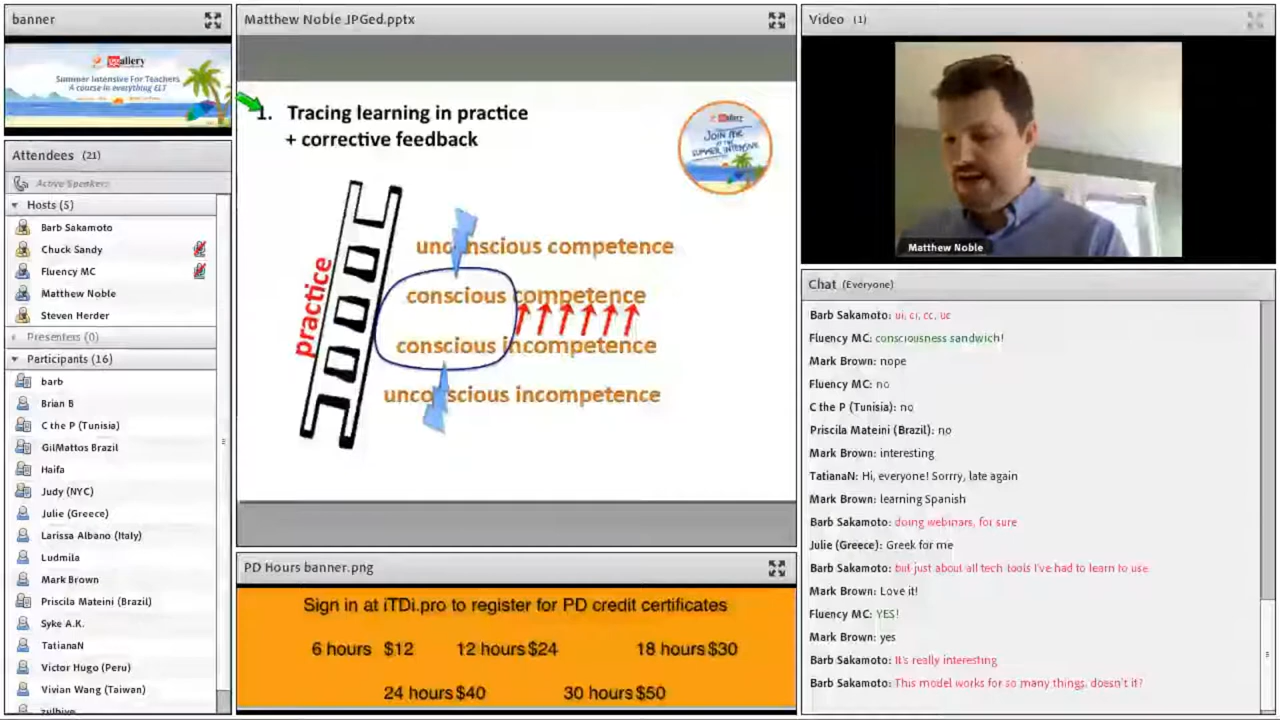 banner
allery
Summer Intensive For Teachers
A course in everything ELT
Attendees (21)
Active Speakers
Hosts (5)
Barb Sakamoto
Chuck Sandy
Fluency MC
Matthew Noble
Steven Herder
Presenters (0)
Participants (16)
barb
Brian B
C the P (Tunisia)
GilMattos Brazil
Haifa
Judy (NYC)
Julie (Greece)
Larissa Albano (Italy)
Ludmila
Mark Brown
Priscila Mateini (Brazil)
Syke A.K.
TatianaN
Victor Hugo (Peru)
Vivian Wang (Taiwan)
Matthew Noble JPGed.pptx
1. Tracing learning in practice
+ corrective feedback
allery
JOIN ME
AT THE
SUMMER INTENSIVE
practice
unconscious competence
conscious competence
conscious incompetence
unconscious incompetence
PD Hours banner.png
Sign in at iTDi.pro to register for PD credit certificates
6 hours $12 12 hours $24 18 hours $30
24 hours $40 30 hours $50
Video (1)
Matthew Noble
Chat (Everyone)
Barb Sakamoto: ui, ci, cc, uc
Fluency MC: consciousness sandwich!
Mark Brown: nope
Fluency MC: no
C the P (Tunisia): no
Priscila Mateini (Brazil): no
Mark Brown: interesting
TatianaN: Hi, everyone! Sorrry, late again
Mark Brown: learning Spanish
Barb Sakamoto: doing webinars, for sure
Julie (Greece): Greek for me
Barb Sakamoto: but just about all tech tools I've had to learn to use
Mark Brown: Love it!
Fluency MC: YES!
Mark Brown: yes
Barb Sakamoto: It's really interesting
Barb Sakamoto: This model works for so many things, doesn't it?